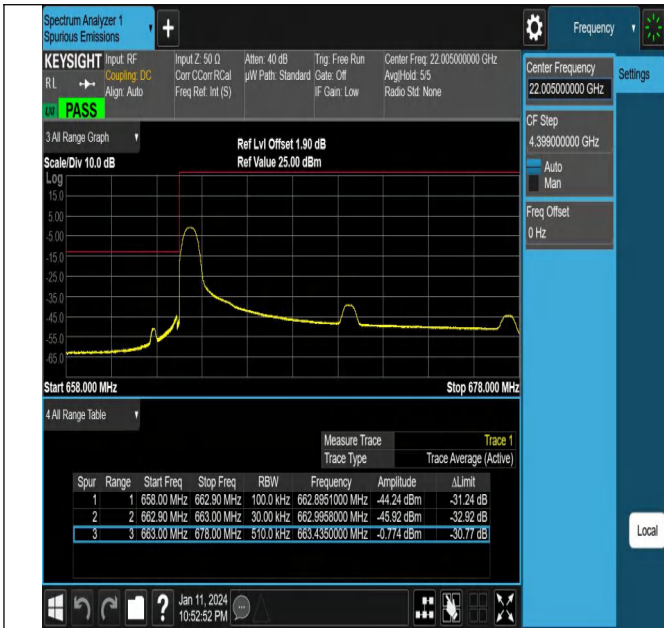 Spectrum Analyzer 1
Spurious Emissions
+
Frequency
KEYSIGHT
RL
Input: RF
Coupling: DC
Align: Auto
Input Z: 50 Ω
Corr CCorr RCal
Freq Ref: Int (S)
Atten: 40 dB
µW Path: Standard
Trig: Free Run
Gate: Off
IF Gain: Low
Center Freq: 22.005000000 GHz
Avg|Hold: 5/5
Radio Std: None
PASS
3 All Range Graph
Scale/Div 10.0 dB
Ref Lvl Offset 1.90 dB
Ref Value 25.00 dBm
Log
15.0
5.00
-5.00
-15.0
-25.0
-35.0
-45.0
-55.0
-65.0
Start 658.000 MHz
Stop 678.000 MHz
4 All Range Table
Measure Trace Trace 1
Trace Type Trace Average (Active)
Spur Range Start Freq Stop Freq RBW Frequency Amplitude ΔLimit
1 1 658.00 MHz 662.90 MHz 100.0 kHz 662.8951000 MHz -44.24 dBm -31.24 dB
2 2 662.90 MHz 663.00 MHz 30.00 kHz 662.9958000 MHz -45.92 dBm -32.92 dB
3 3 663.00 MHz 678.00 MHz 510.0 kHz 663.4350000 MHz -0.774 dBm -30.77 dB
Center Frequency
22.005000000 GHz
Settings
CF Step
4.399000000 GHz
Auto
Man
Freq Offset
0 Hz
Local
?
Jan 11, 2024
10:52:52 PM